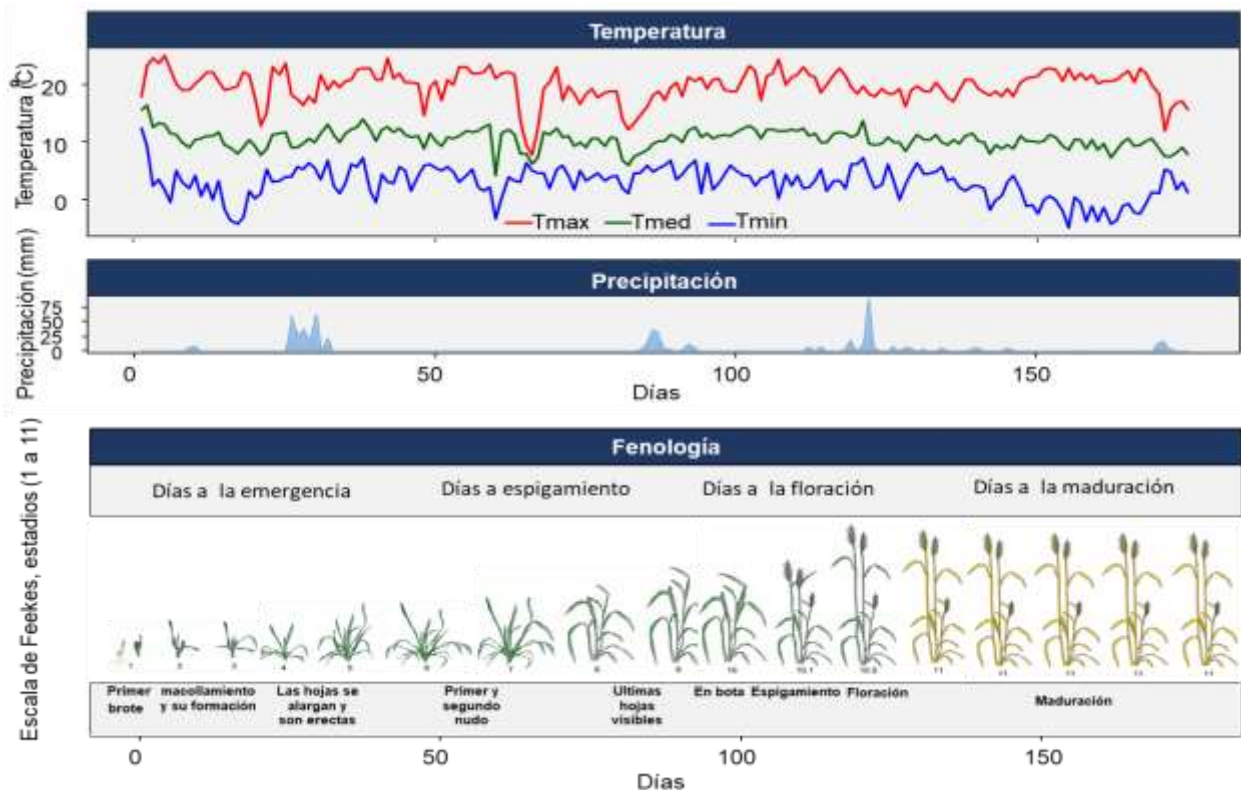 Temperatura
Temperatura (ºC)
20
10
0
Tmax Tmed Tmin
Precipitación
Precipitación(mm)
75
50
25
0
0 50 100 150
Días
Escala de Feekes, estadios (1 a 11)
Fenología
Días a la emergencia Días a espigamiento Días a la floración Días a la maduración
Primer
brote
macollamiento
y su formación
Las hojas se
alargan y
son erectas
Primer y
segundo
nudo
Ultimas
hojas
visibles
En bota
Espigamiento
Floración
Maduración
0 50 100 150
Días